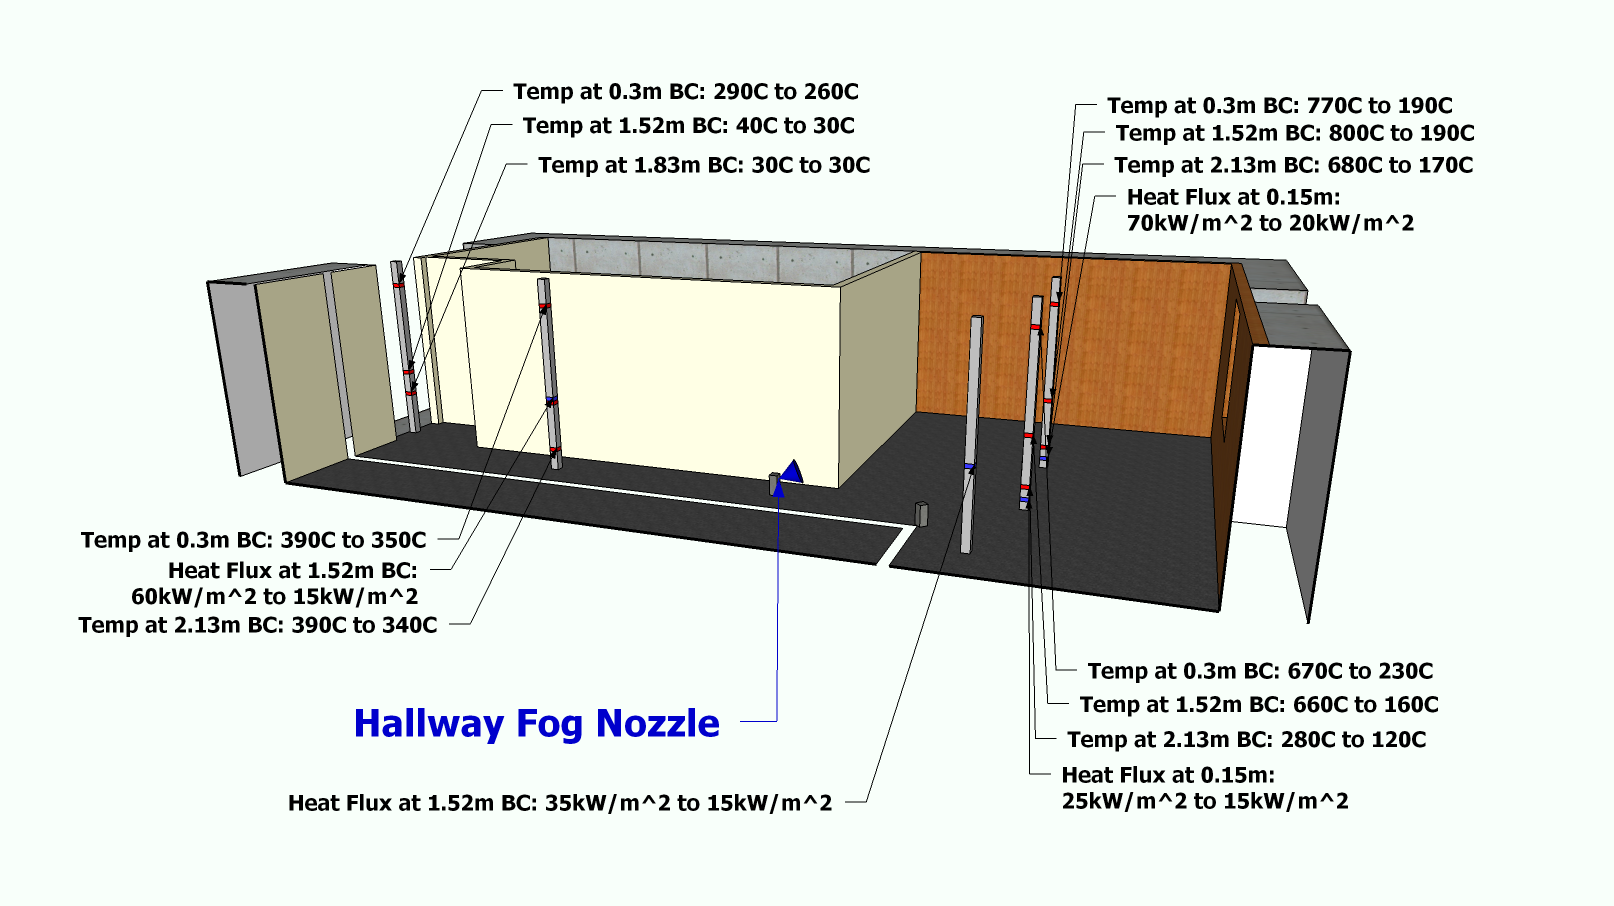 Temp at 0.3m BC: 290C to 260C
Temp at 1.52m BC: 40C to 30C
Temp at 1.83m BC: 30C to 30C
Temp at 0.3m BC: 770C to 190C
Temp at 1.52m BC: 800C to 190C
Temp at 2.13m BC: 680C to 170C
Heat Flux at 0.15m:
70kW/m^2 to 20kW/m^2
Temp at 0.3m BC: 390C to 350C
Heat Flux at 1.52m BC:
60kW/m^2 to 15kW/m^2
Temp at 2.13m BC: 390C to 340C
Hallway Fog Nozzle
Heat Flux at 1.52m BC: 35kW/m^2 to 15kW/m^2
Temp at 0.3m BC: 670C to 230C
Temp at 1.52m BC: 660C to 160C
Temp at 2.13m BC: 280C to 120C
Heat Flux at 0.15m:
25kW/m^2 to 15kW/m^2